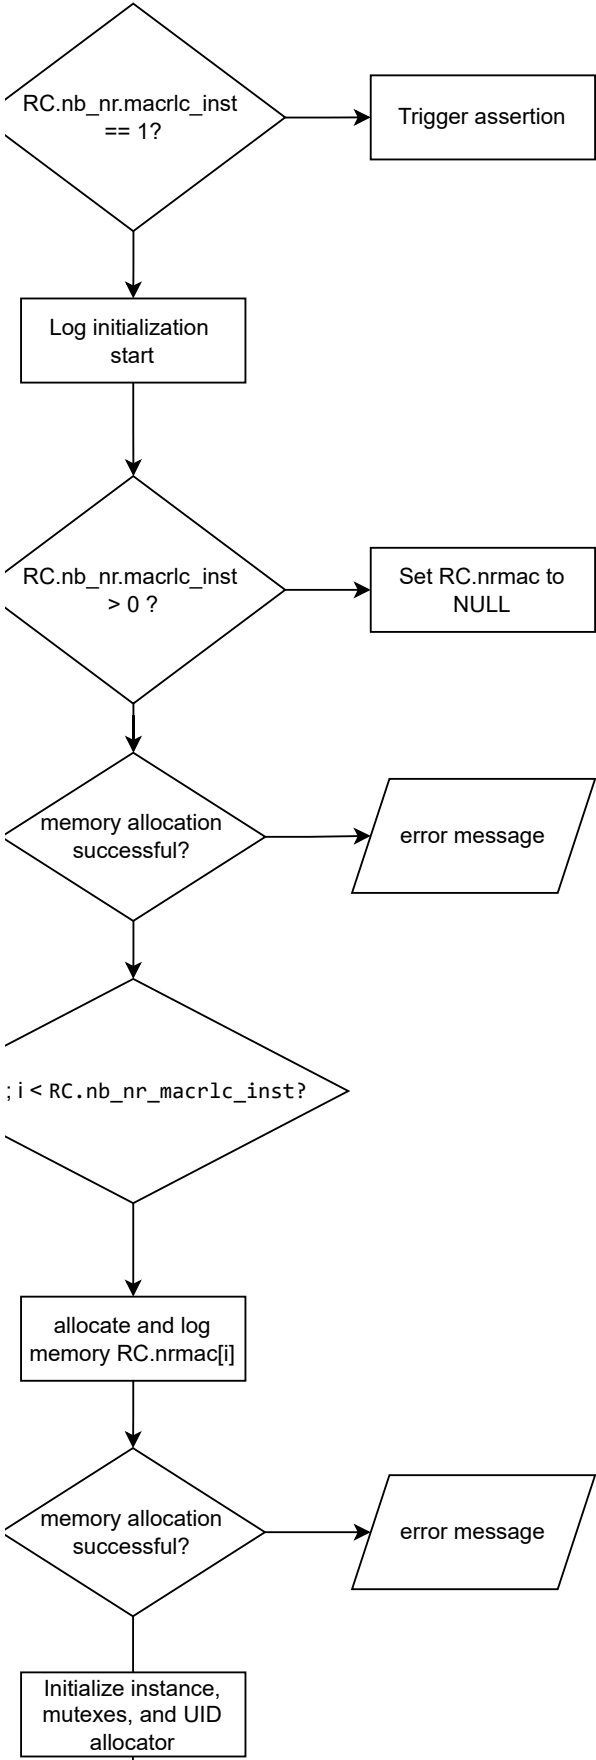 RC.nb_nr.macrlc_inst
== 1?
Trigger assertion
Log initialization
start
RC.nb_nr.macrlc_inst
> 0 ?
Set RC.nrmac to
NULL
memory allocation
successful?
error message
; i < RC.nb_nr_macrlc_inst?
allocate and log
memory RC.nrmac[i]
memory allocation
successful?
error message
Initialize instance,
mutexes, and UID
allocator